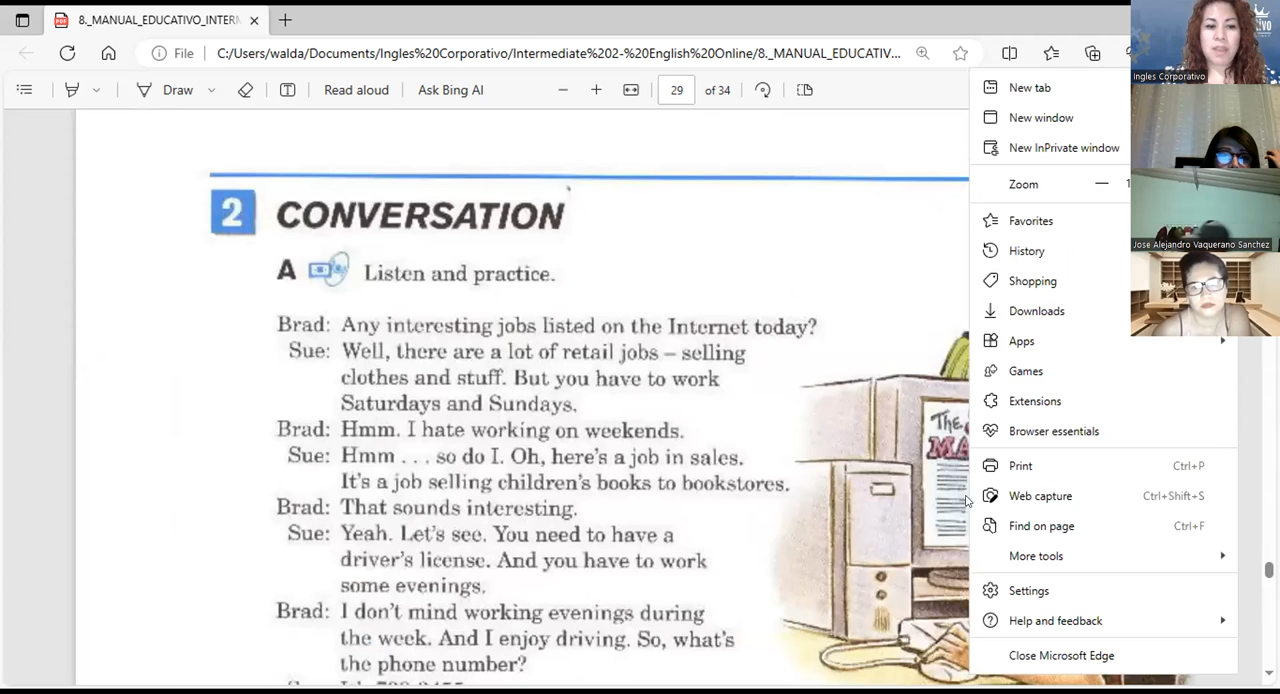 8._MANUAL_EDUCATIVO_INTERN
File
C:/Users/walda/Documents/Ingles%20Corporativo/Intermediate%202-%20English%20Online/8._MANUAL_EDUCATIV...
Draw
Read aloud
Ask Bing AI
29
of 34
2 CONVERSATION
A Listen and practice.
Brad: Any interesting jobs listed on the Internet today?
Sue: Well, there are a lot of retail jobs – selling
clothes and stuff. But you have to work
Saturdays and Sundays.
Brad: Hmm. I hate working on weekends.
Sue: Hmm . . . so do I. Oh, here's a job in sales.
It's a job selling children's books to bookstores.
Brad: That sounds interesting.
Sue: Yeah. Let's see. You need to have a
driver's license. And you have to work
some evenings.
Brad: I don't mind working evenings during
the week. And I enjoy driving. So, what's
the phone number?
The
New tab
New window
New InPrivate window
Zoom
Favorites
History
Shopping
Downloads
Apps
Games
Extensions
Browser essentials
Print Ctrl+P
Web capture Ctrl+Shift+S
Find on page Ctrl+F
More tools
Settings
Help and feedback
Close Microsoft Edge
Ingles Corporativo
Jose Alejandro Vaquerano Sanchez